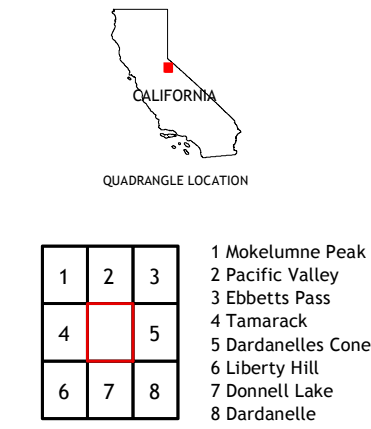 CALIFORNIA
QUADRANGLE LOCATION
1 2 3
4 5
6 7 8
1 Mokelumne Peak
2 Pacific Valley
3 Ebbetts Pass
4 Tamarack
5 Dardanelles Cone
6 Liberty Hill
7 Donnell Lake
8 Dardanelle